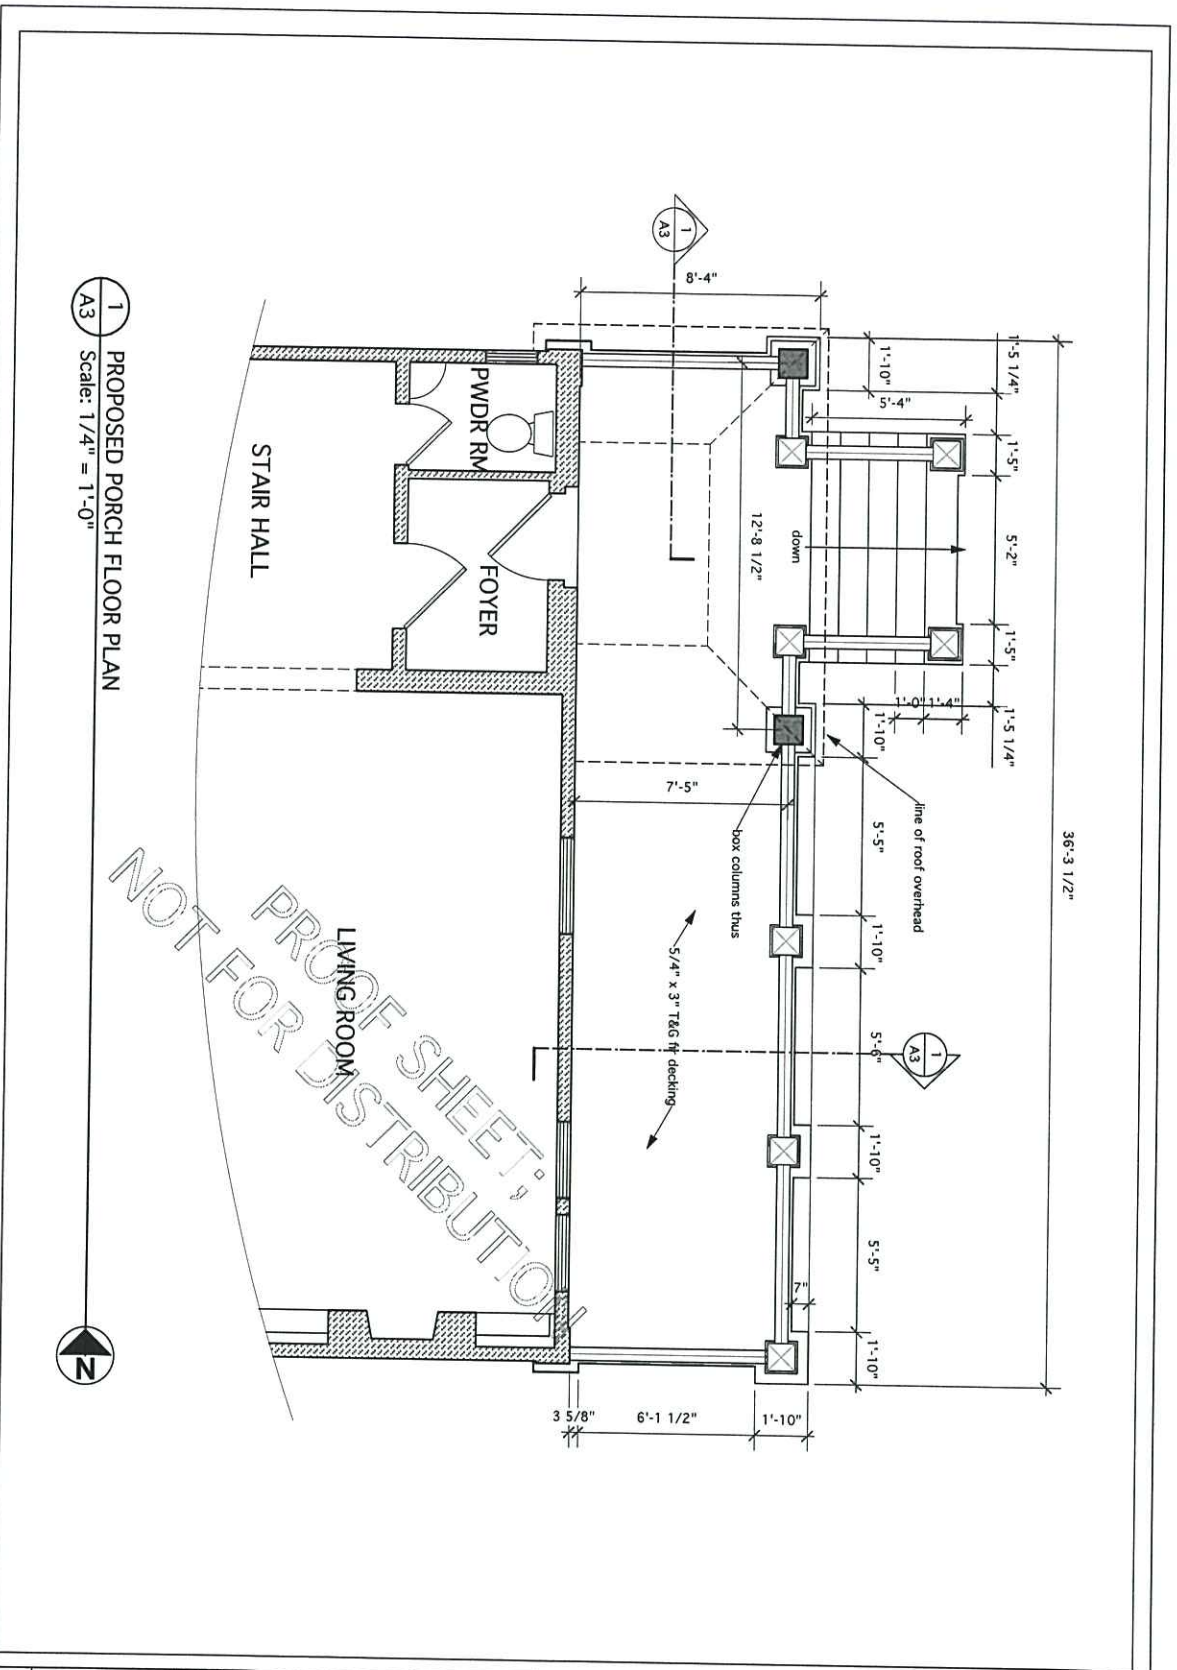 36'-3 1/2"
1'-5 1/4"
1'-5"
5'-2"
1'-5"
1'-5 1/4"
5'-4"
1'-0"
1'-4"
line of roof overhead
1'-10"
1'-10"
5'-5"
1'-10"
5'-6"
1'-10"
5'-5"
1'-10"
1
A3
7"
down
12'-8 1/2"
box columns thus
8'-4"
1
A3
7'-5"
5/4" x 3" T&G fir decking
3 5/8"
6'-1 1/2"
1'-10"
PWDR RM
FOYER
STAIR HALL
LIVING ROOM
PROOF SHEET;
NOT FOR DISTRIBUTION
1
A3
PROPOSED PORCH FLOOR PLAN
Scale: 1/4" = 1'-0"
N